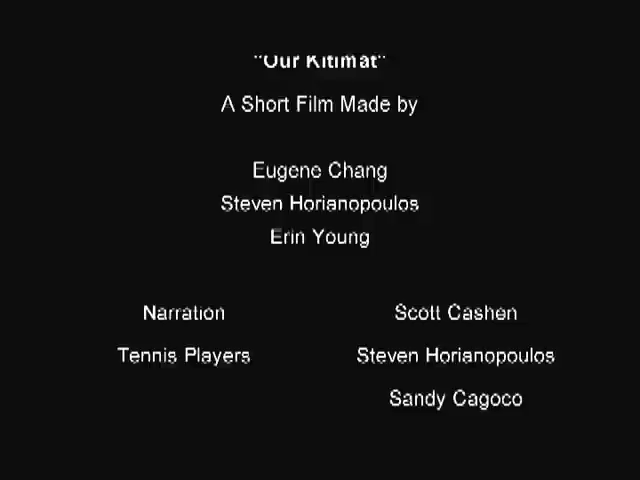 "Our Kitimat"
A Short Film Made by
Eugene Chang
Steven Horianopoulos
Erin Young
Narration Scott Cashen
Tennis Players Steven Horianopoulos
Sandy Cagoco